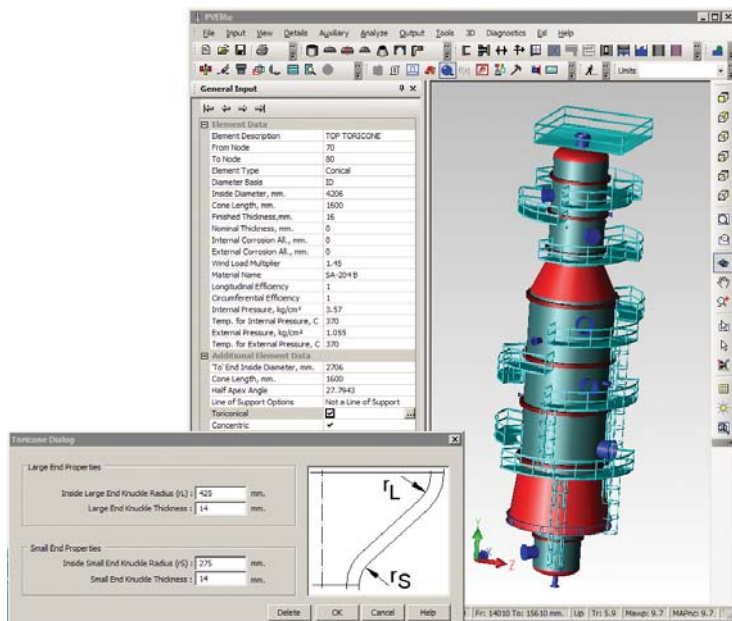 PVElite
File Input View Details Auxiliary Analyze Output Tools 3D Diagnostics Esl Help
Units
General Input
Element Data
Element Description TOP TORICONE
From Node 70
To Node 80
Element Type Conical
Diameter Basis ID
Inside Diameter, mm. 4206
Cone Length, mm. 1600
Finished Thickness,mm. 16
Nominal Thickness, mm. 0
Internal Corrosion All., mm. 0
External Corrosion All., mm. 0
Wind Load Multiplier 1.45
Material Name SA-204 B
Longitudinal Efficiency 1
Circumferential Efficiency 1
Internal Pressure, kg/cm² 3.57
Temp. for Internal Pressure, C 370
External Pressure, kg/cm² 1.055
Temp. for External Pressure, C 370
Additional Element Data
'To' End Inside Diameter, mm. 2706
Cone Length, mm. 1600
Half Apex Angle 27.7943
Line of Support Options Not a Line of Support
Toriconical
Concentric
Toricone Dialog
Large End Properties
Inside Large End Knuckle Radius (rL) : 425 mm.
Large End Knuckle Thickness : 14 mm.
Small End Properties
Inside Small End Knuckle Radius (rS) : 275 mm.
Small End Knuckle Thickness : 14 mm.
rL
rS
Delete OK Cancel Help
Y
X
Z
Fr: 14010 To: 15610 mm. Up Tr: 5.9 Mawp: 9.7 MAPnc: 9.7